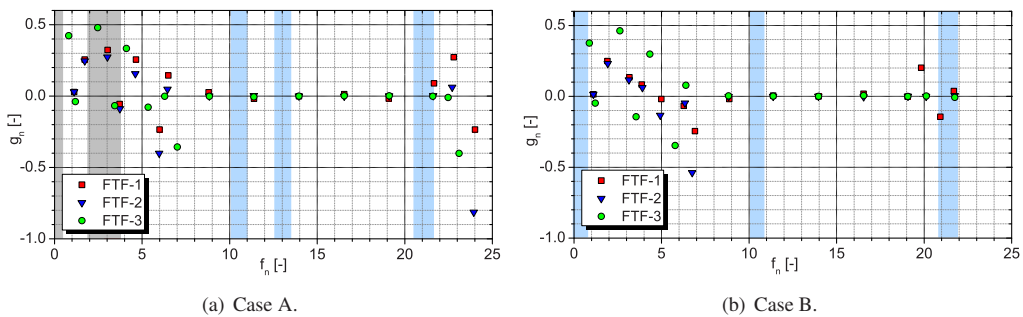 0.5
0.0
-0.5
-1.0
g_n [-]
FTF-1
FTF-2
FTF-3
0 5 10 15 20 25
f_n [-]
(a) Case A.
0.5
0.0
-0.5
-1.0
g_n [-]
FTF-1
FTF-2
FTF-3
0 5 10 15 20 25
f_n [-]
(b) Case B.